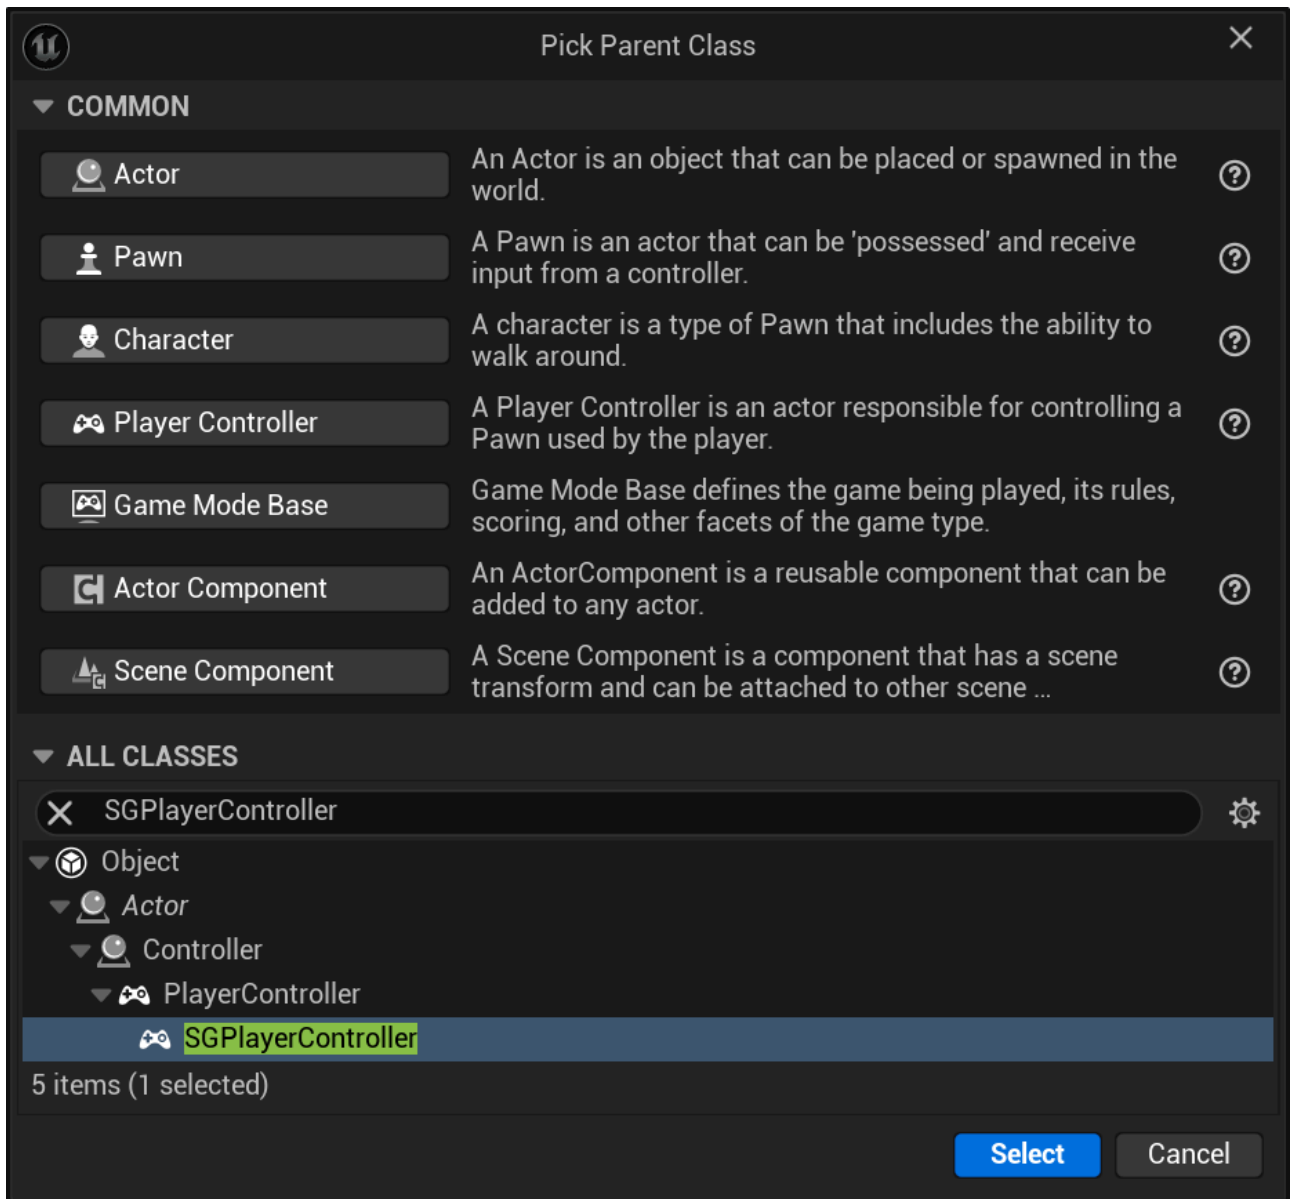 Pick Parent Class
COMMON
Actor
An Actor is an object that can be placed or spawned in the
world.
Pawn
A Pawn is an actor that can be 'possessed' and receive
input from a controller.
Character
A character is a type of Pawn that includes the ability to
walk around.
Player Controller
A Player Controller is an actor responsible for controlling a
Pawn used by the player.
Game Mode Base
Game Mode Base defines the game being played, its rules,
scoring, and other facets of the game type.
Actor Component
An ActorComponent is a reusable component that can be
added to any actor.
Scene Component
A Scene Component is a component that has a scene
transform and can be attached to other scene ...
ALL CLASSES
SGPlayerController
Object
Actor
Controller
PlayerController
SGPlayerController
5 items (1 selected)
Select
Cancel